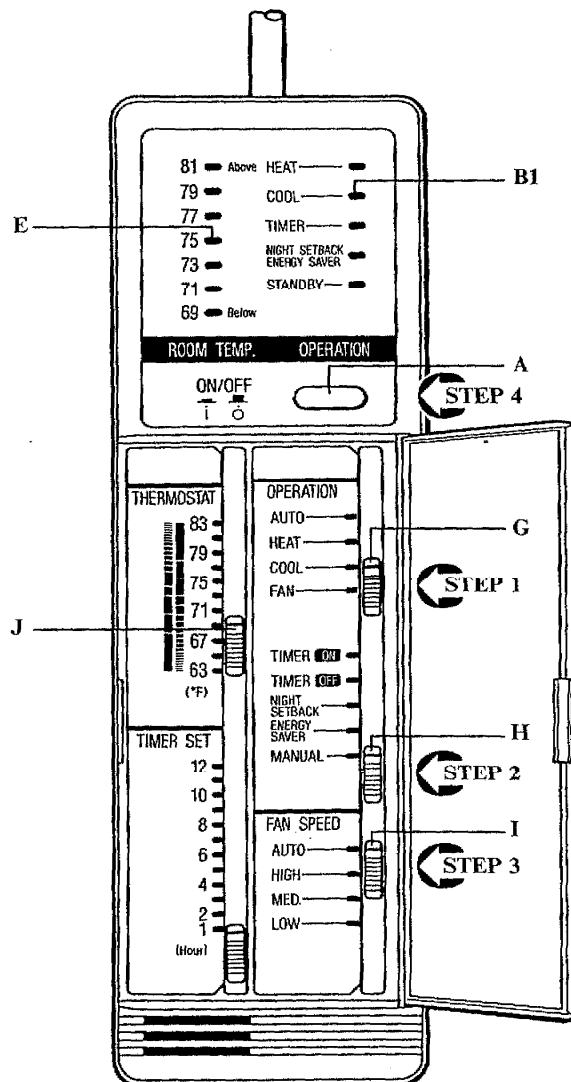 81 Above HEAT
79 COOL B1
77 TIMER
E 75 NIGHT SETBACK
ENERGY SAVER
73
71 STANDBY
69 Below
ROOM TEMP. OPERATION
A
ON/OFF
STEP 4
THERMOSTAT
83
79
75
71
67
63
(°F)
J
OPERATION
AUTO
HEAT
COOL
FAN
G
STEP 1
TIMER ON
TIMER OFF
NIGHT
SETBACK
ENERGY
SAVER
MANUAL
H
STEP 2
TIMER SET
12
10
8
6
4
2
1
(Hour)
FAN SPEED
AUTO
HIGH
MED.
LOW
I
STEP 3